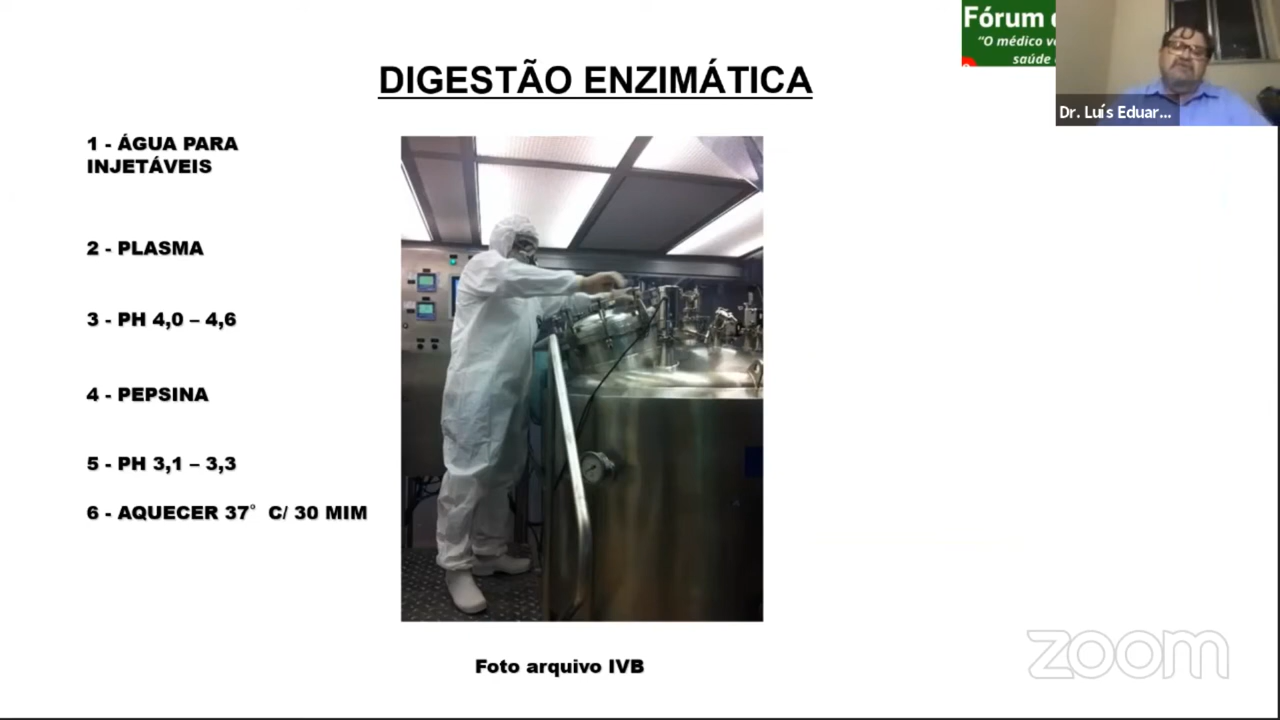 Fórum
"O médico
saúde
Dr. Luís Eduar...
DIGESTÃO ENZIMÁTICA
1 - ÁGUA PARA
INJETÁVEIS
2 - PLASMA
3 - PH 4,0 – 4,6
4 - PEPSINA
5 - PH 3,1 – 3,3
6 - AQUECER 37° C/ 30 MIM
Foto arquivo IVB
zoom